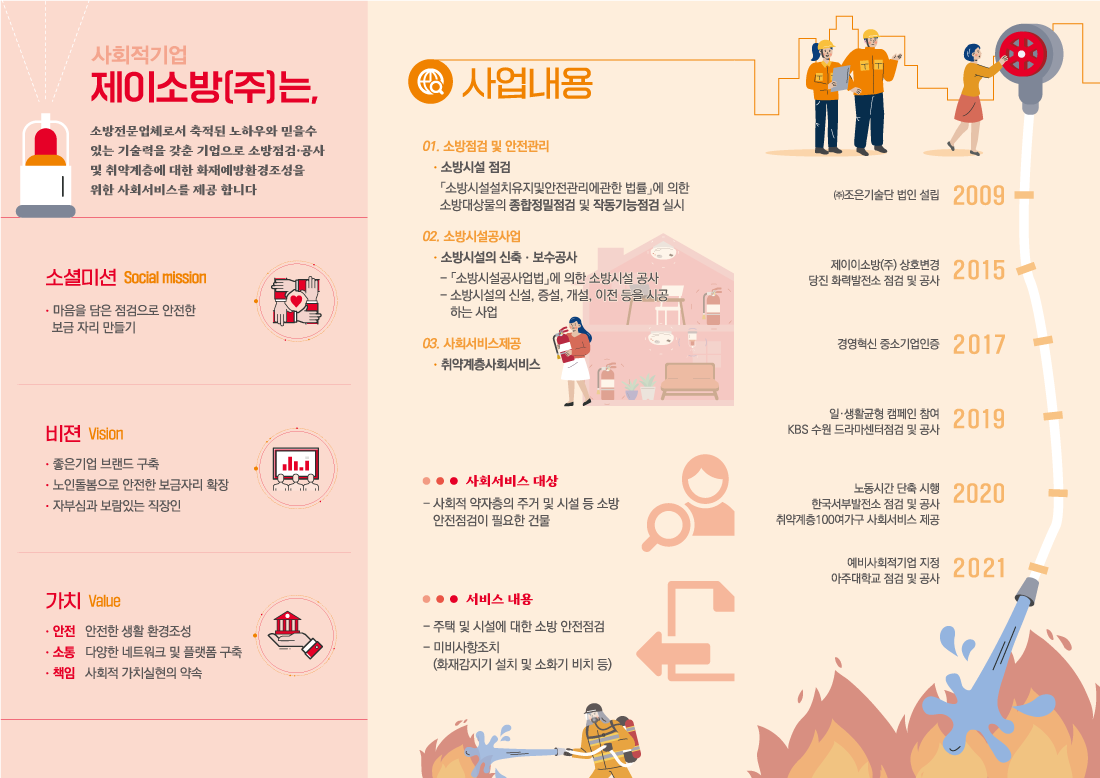 사회적기업
제이소방(주)는,
소방전문업체로서 축적된 노하우와 믿을수
있는 기술력을 갖춘 기업으로 소방점검·공사
및 취약계층에 대한 화재예방환경조성을
위한 사회서비스를 제공 합니다
소셜미션 Social mission
· 마음을 담은 점검으로 안전한
보금 자리 만들기
비젼 Vision
· 좋은기업 브랜드 구축
· 노인돌봄으로 안전한 보금자리 확장
· 자부심과 보람있는 직장인
가치 Value
· 안전 안전한 생활 환경조성
· 소통 다양한 네트워크 및 플랫폼 구축
· 책임 사회적 가치실현의 약속
사업내용
01. 소방점검 및 안전관리
· 소방시설 점검
「소방시설설치유지및안전관리에관한 법률」에 의한
소방대상물의 종합정밀점검 및 작동기능점검 실시
02. 소방시설공사업
· 소방시설의 신축 · 보수공사
– 「소방시설공사업법」에 의한 소방시설 공사
– 소방시설의 신설, 증설, 개설, 이전 등을 시공
하는 사업
03. 사회서비스제공
· 취약계층사회서비스
사회서비스 대상
– 사회적 약자층의 주거 및 시설 등 소방
안전점검이 필요한 건물
서비스 내용
– 주택 및 시설에 대한 소방 안전점검
– 미비사항조치
(화재감지기 설치 및 소화기 비치 등)
㈜조은기술단 법인 설립 2009
제이이소방(주) 상호변경
당진 화력발전소 점검 및 공사
2015
경영혁신 중소기업인증 2017
일·생활균형 캠페인 참여
KBS 수원 드라마센터점검 및 공사
2019
노동시간 단축 시행
한국서부발전소 점검 및 공사
취약계층100여가구 사회서비스 제공
2020
예비사회적기업 지정
아주대학교 점검 및 공사
2021